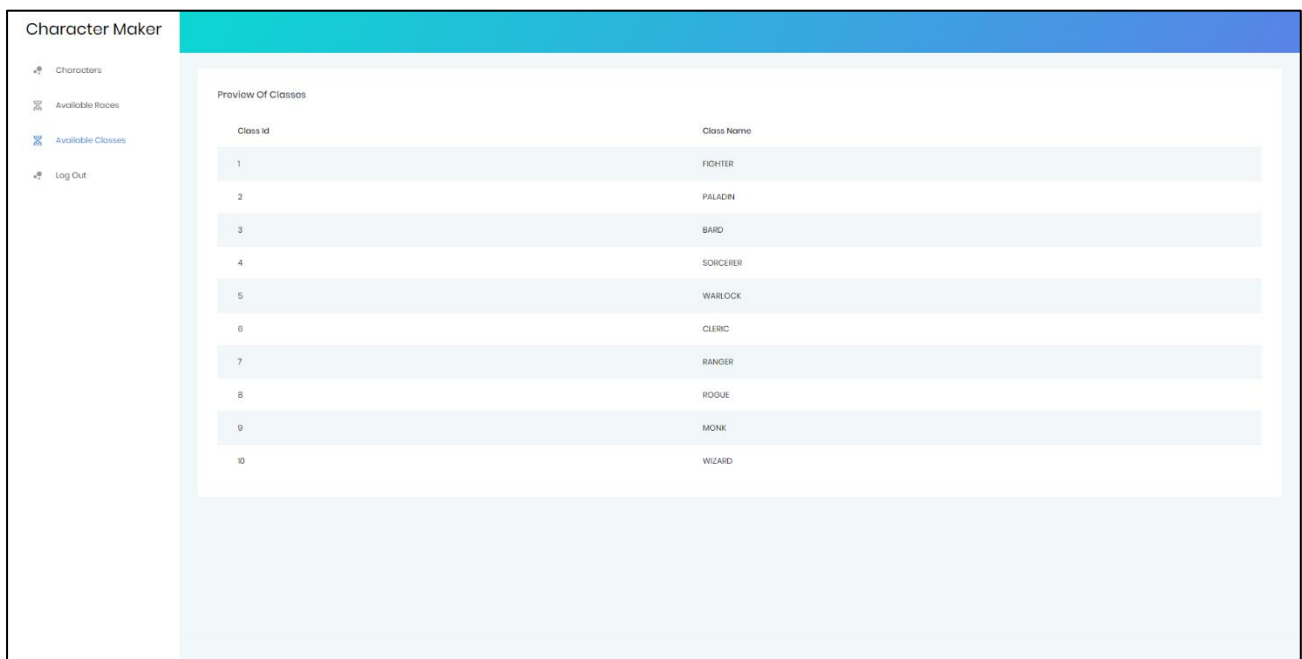 Character Maker
Characters
Available Races
Available Classes
Log Out
Preview Of Classes
Class Id Class Name
1 FIGHTER
2 PALADIN
3 BARD
4 SORCERER
5 WARLOCK
6 CLERIC
7 RANGER
8 ROGUE
9 MONK
10 WIZARD